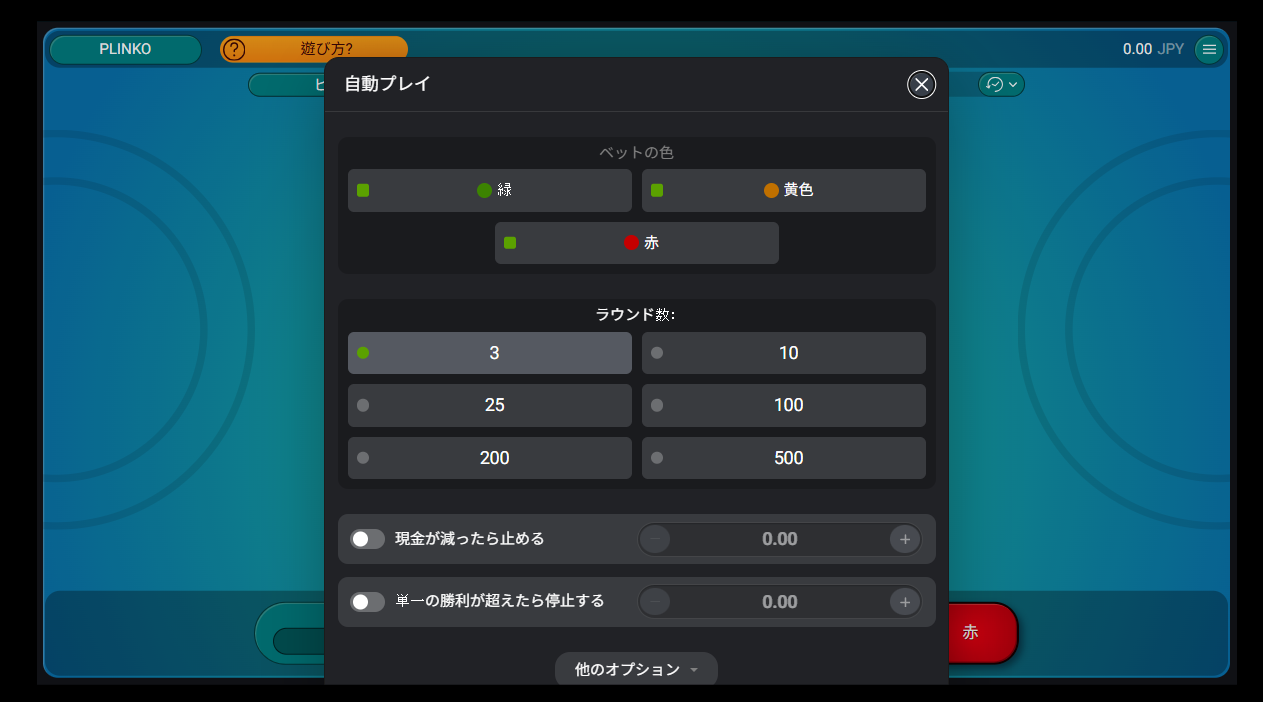 PLINKO
? 遊び方?
0.00 JPY
自動プレイ
ベットの色
緑
黄色
赤
ラウンド数:
3
10
25
100
200
500
現金が減ったら止める
0.00
単一の勝利が超えたら停止する
0.00
赤
他のオプション